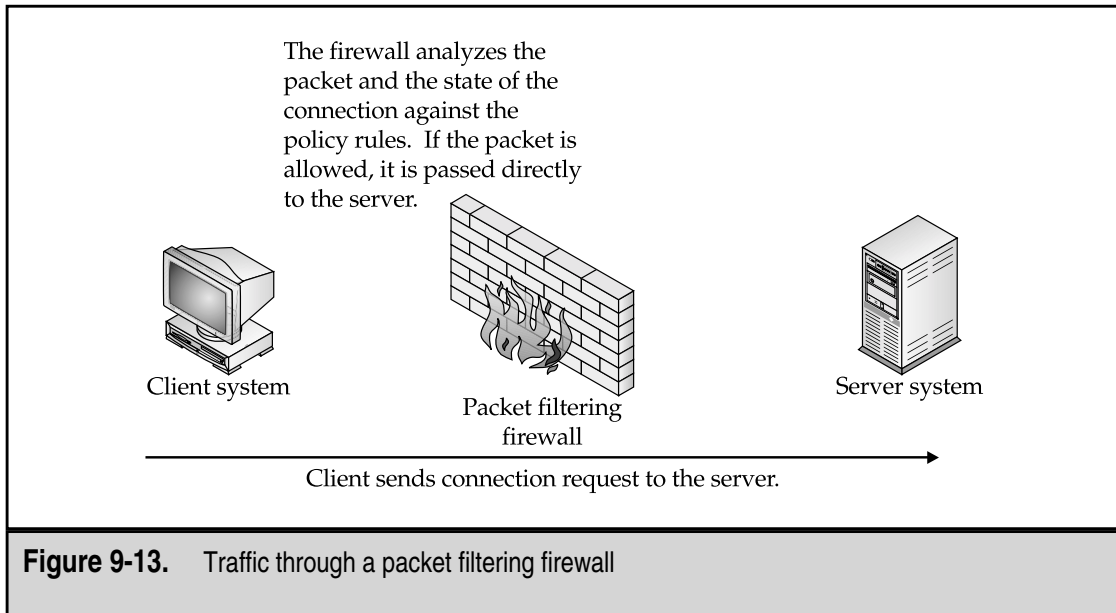 The firewall analyzes the
packet and the state of the
connection against the
policy rules.  If the packet is
allowed, it is passed directly
to the server.
Client system
Packet filtering
firewall
Server system
Client sends connection request to the server.
Figure 9-13. Traffic through a packet filtering firewall